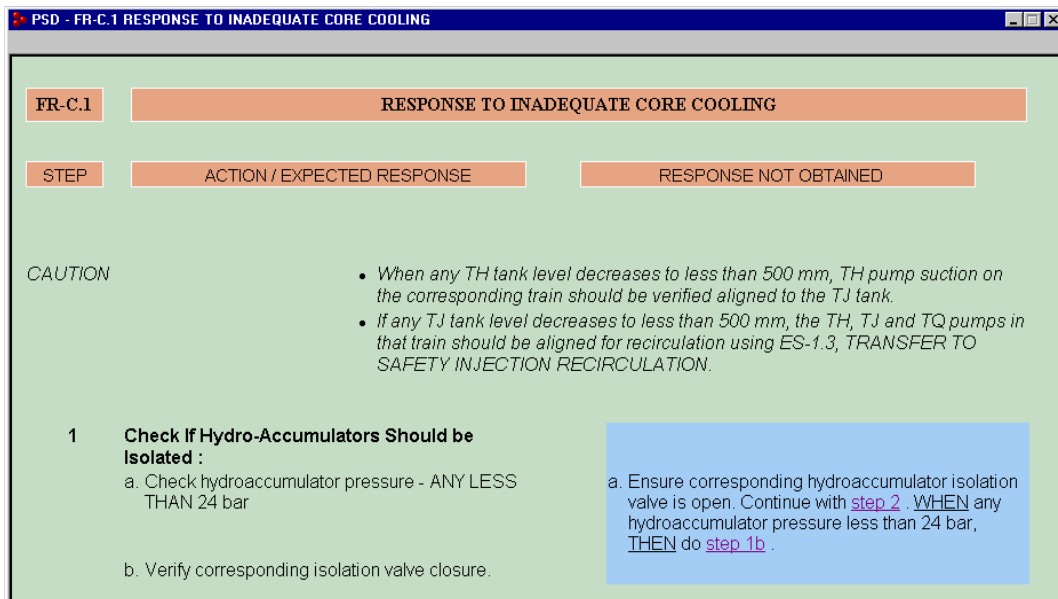 PSD - FR-C.1 RESPONSE TO INADEQUATE CORE COOLING
FR-C.1
RESPONSE TO INADEQUATE CORE COOLING
STEP
ACTION / EXPECTED RESPONSE
RESPONSE NOT OBTAINED
CAUTION
• When any TH tank level decreases to less than 500 mm, TH pump suction on
the corresponding train should be verified aligned to the TJ tank.
• If any TJ tank level decreases to less than 500 mm, the TH, TJ and TQ pumps in
that train should be aligned for recirculation using ES-1.3, TRANSFER TO
SAFETY INJECTION RECIRCULATION.
1
Check If Hydro-Accumulators Should be
Isolated :
a. Check hydroaccumulator pressure - ANY LESS
THAN 24 bar
a. Ensure corresponding hydroaccumulator isolation
valve is open. Continue with step 2 . WHEN any
hydroaccumulator pressure less than 24 bar,
THEN do step 1b .
b. Verify corresponding isolation valve closure.